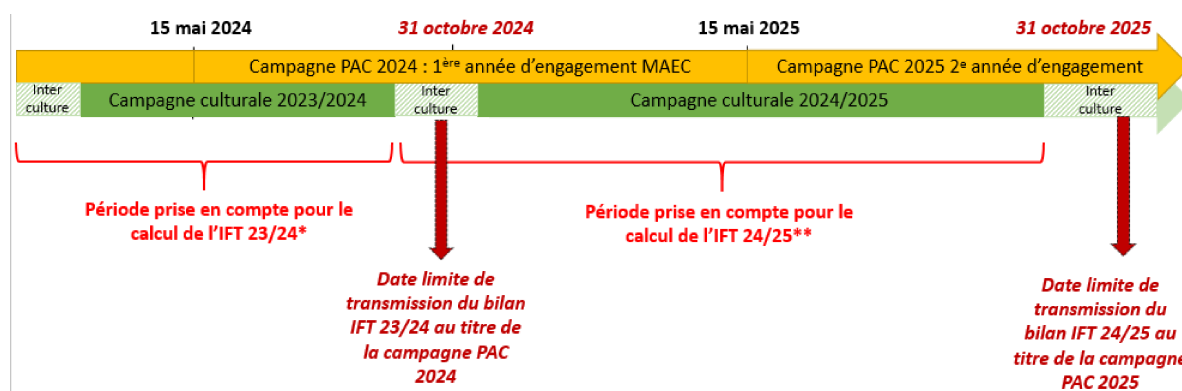 15 mai 2024
31 octobre 2024
15 mai 2025
31 octobre 2025
Campagne PAC 2024 : 1ère année d'engagement MAEC
Campagne PAC 2025 2e année d'engagement
Inter
culture
Campagne culturale 2023/2024
Inter
culture
Campagne culturale 2024/2025
Inter
culture
Période prise en compte pour le
calcul de l'IFT 23/24*
Période prise en compte pour le
calcul de l'IFT 24/25**
Date limite de
transmission du bilan
IFT 23/24 au titre de
la campagne PAC
2024
Date limite de
transmission du
bilan IFT 24/25 au
titre de la campagne
PAC 2025